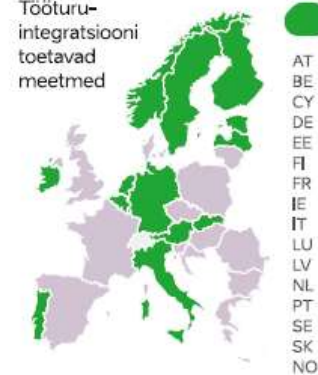 Tööturu-
integratsiooni
toetavad
meetmed
AT
BE
CY
DE
EE
FI
FR
IE
IT
LU
LV
NL
PT
SE
SK
NO